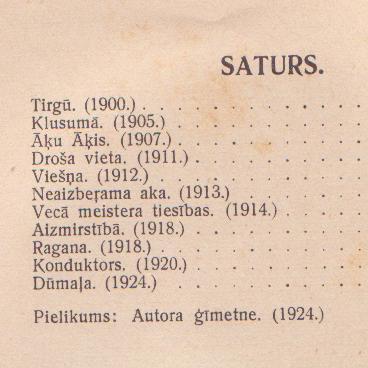 SATURS.
Tirgū. (1900.) . . . . . . . . . . . .
Klusumā. (1905.) . . . . . . . . . .
Āķu Āķis. (1907.) . . . . . . . . . .
Droša vieta. (1911.) . . . . . . . . .
Viešņa. (1912.) . . . . . . . . . . .
Neaizbeŗama aka. (1913.) . . . . . . .
Vecā meistera tiesības. (1914.) . . . . .
Aizmirstībā. (1918.) . . . . . . . . .
Ragana. (1918.) . . . . . . . . . . .
Konduktors. (1920.) . . . . . . . . .
Dūmaļa. (1924.) . . . . . . . . . . .
Pielikums: Autora ģīmetne. (1924.)